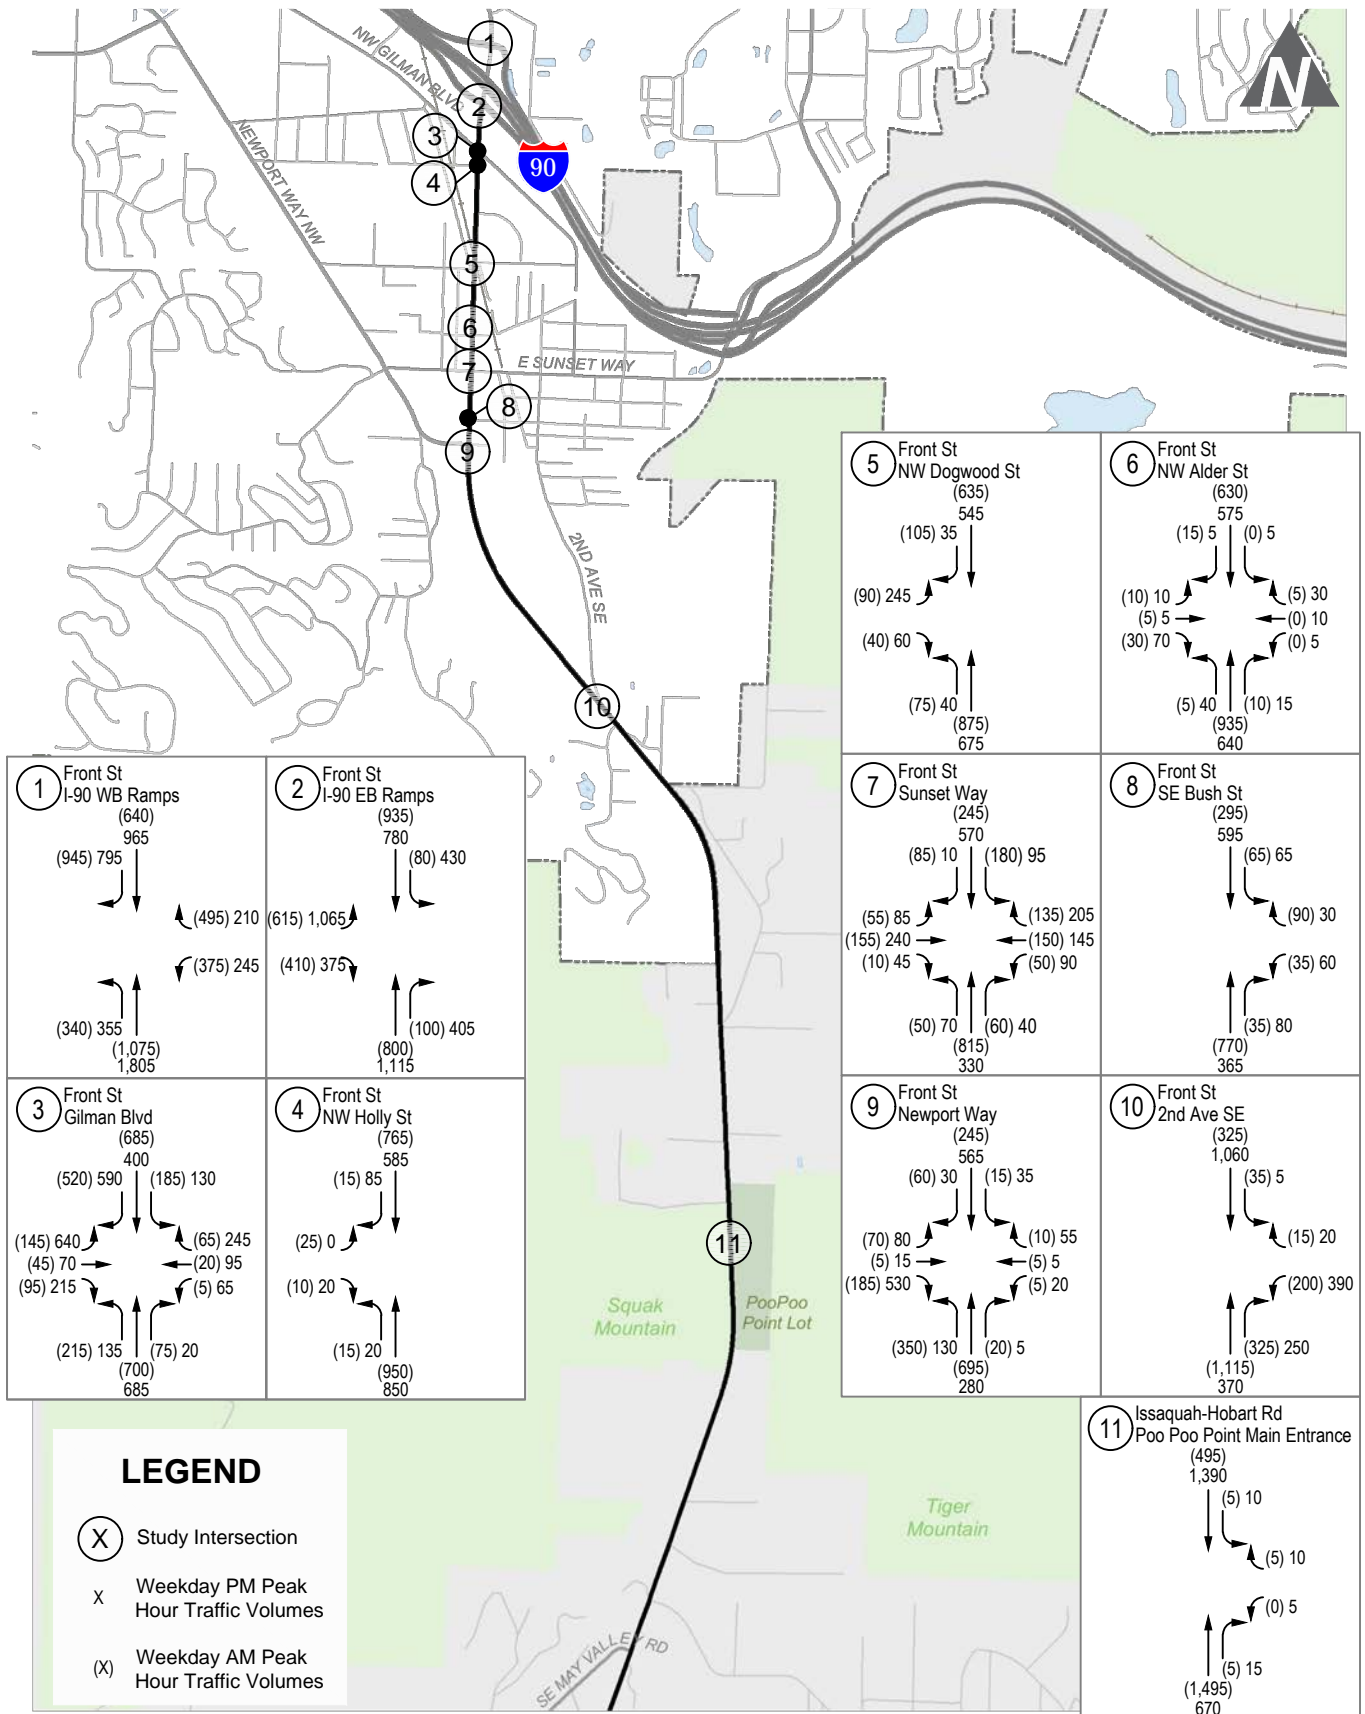 N
1
NW GILMAN BLVD
2
3
4
90
NEWPORT WAY NW
5
6
E SUNSET WAY
7
8
9
2ND AVE SE
10
11
Squak
Mountain
PooPoo
Point Lot
Tiger
Mountain
SE MAY VALLEY RD
1 Front St
I-90 WB Ramps
(640)
965
(945) 795
(495) 210
(375) 245
(340) 355
(1,075)
1,805
2 Front St
I-90 EB Ramps
(935)
780
(80) 430
(615) 1,065
(410) 375
(100) 405
(800)
1,115
3 Front St
Gilman Blvd
(685)
400
(520) 590 (185) 130
(145) 640 (65) 245
(45) 70 (20) 95
(95) 215 (5) 65
(215) 135 (75) 20
(700)
685
4 Front St
NW Holly St
(765)
585
(15) 85
(25) 0
(10) 20
(15) 20
(950)
850
5 Front St
NW Dogwood St
(635)
545
(105) 35
(90) 245
(40) 60
(75) 40
(875)
675
6 Front St
NW Alder St
(630)
575
(15) 5 (0) 5
(10) 10 (5) 30
(5) 5 (0) 10
(30) 70 (0) 5
(5) 40 (10) 15
(935)
640
7 Front St
Sunset Way
(245)
570
(85) 10 (180) 95
(55) 85 (135) 205
(155) 240 (150) 145
(10) 45 (50) 90
(50) 70 (60) 40
(815)
330
8 Front St
SE Bush St
(295)
595
(65) 65
(90) 30
(35) 60
(35) 80
(770)
365
9 Front St
Newport Way
(245)
565
(60) 30 (15) 35
(70) 80 (10) 55
(5) 15 (5) 5
(185) 530 (5) 20
(350) 130 (20) 5
(695)
280
10 Front St
2nd Ave SE
(325)
1,060
(35) 5
(15) 20
(200) 390
(325) 250
(1,115)
370
11 Issaquah-Hobart Rd
Poo Poo Point Main Entrance
(495)
1,390
(5) 10
(5) 10
(0) 5
(5) 15
(1,495)
670
LEGEND
X Study Intersection
X Weekday PM Peak
Hour Traffic Volumes
(X) Weekday AM Peak
Hour Traffic Volumes